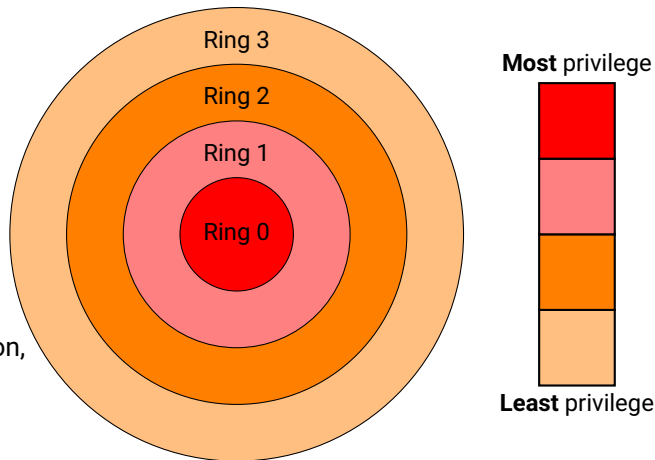 Ring 3
Ring 2
Ring 1
Ring 0
on,
Most privilege
Least privilege